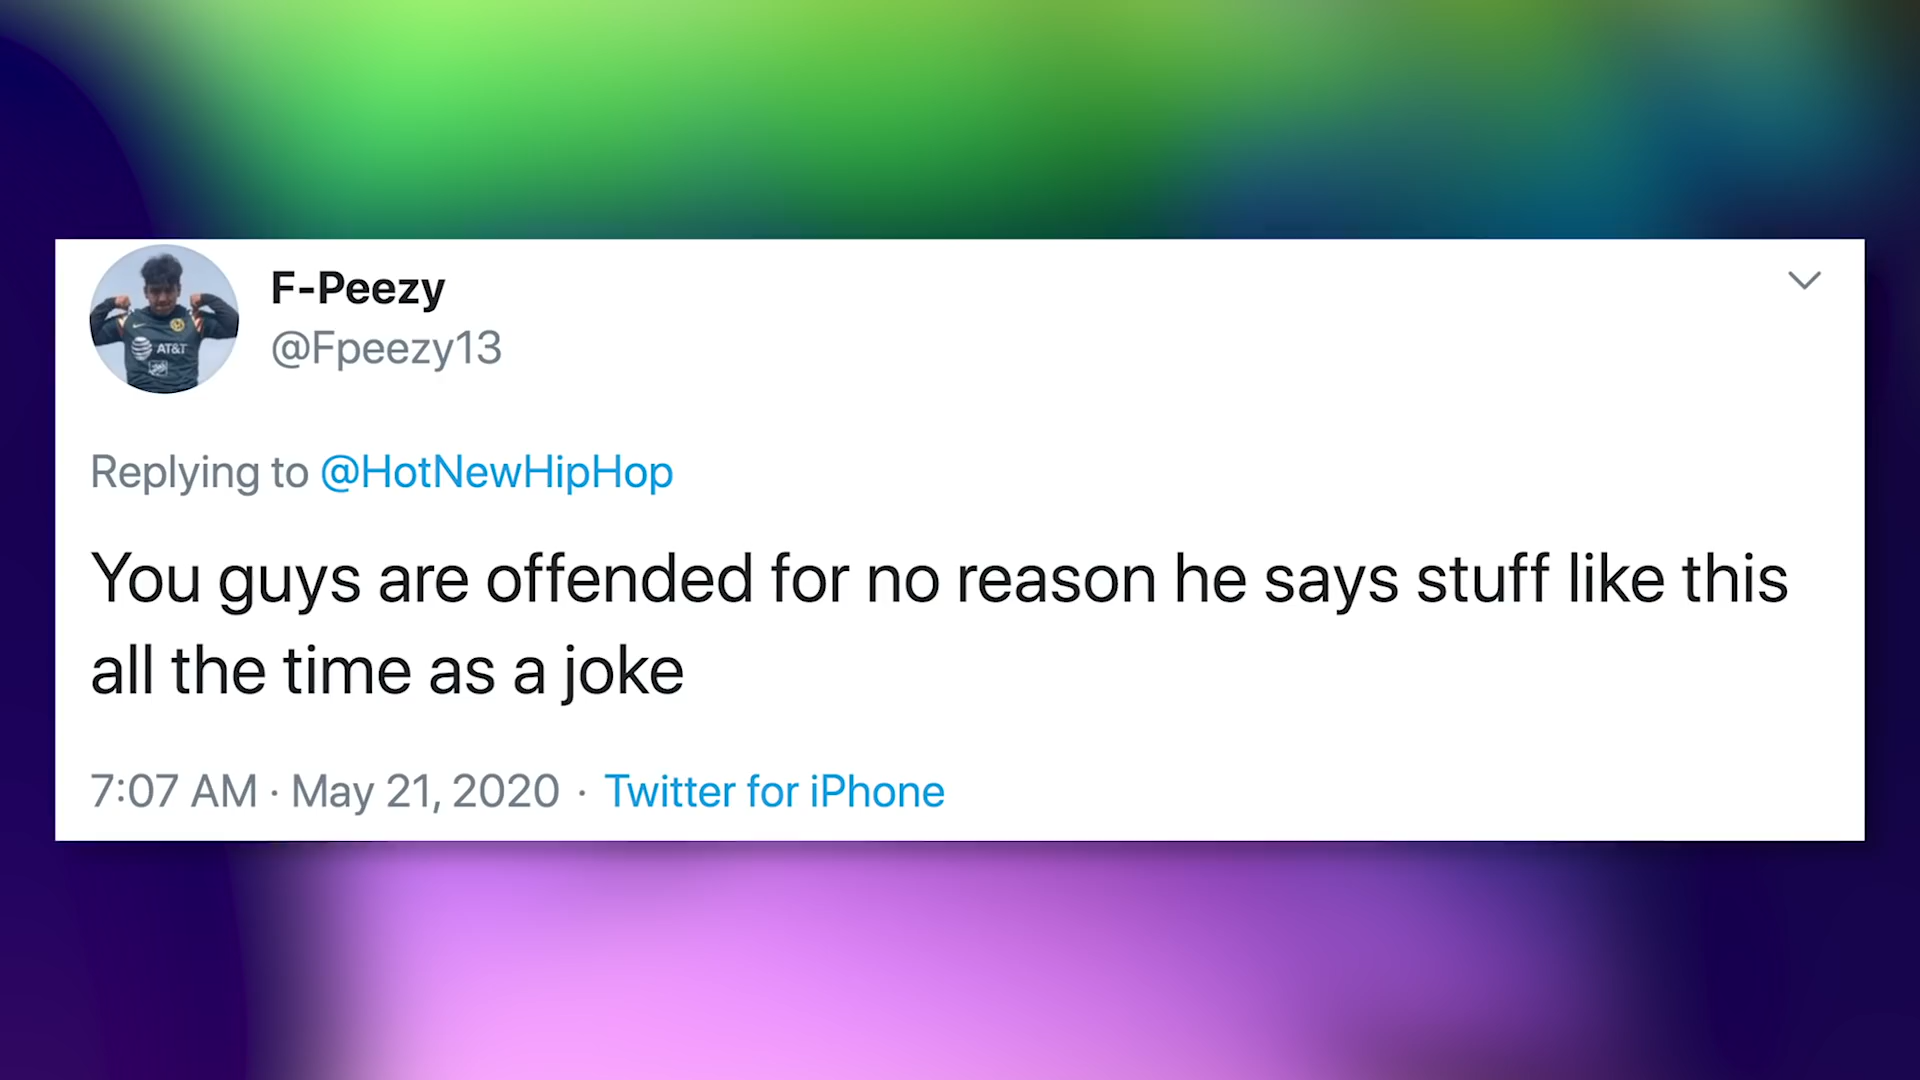 F-Peezy
@Fpeezy13
AT&T
Replying to @HotNewHipHop
You guys are offended for no reason he says stuff like this
all the time as a joke
7:07 AM · May 21, 2020 · Twitter for iPhone